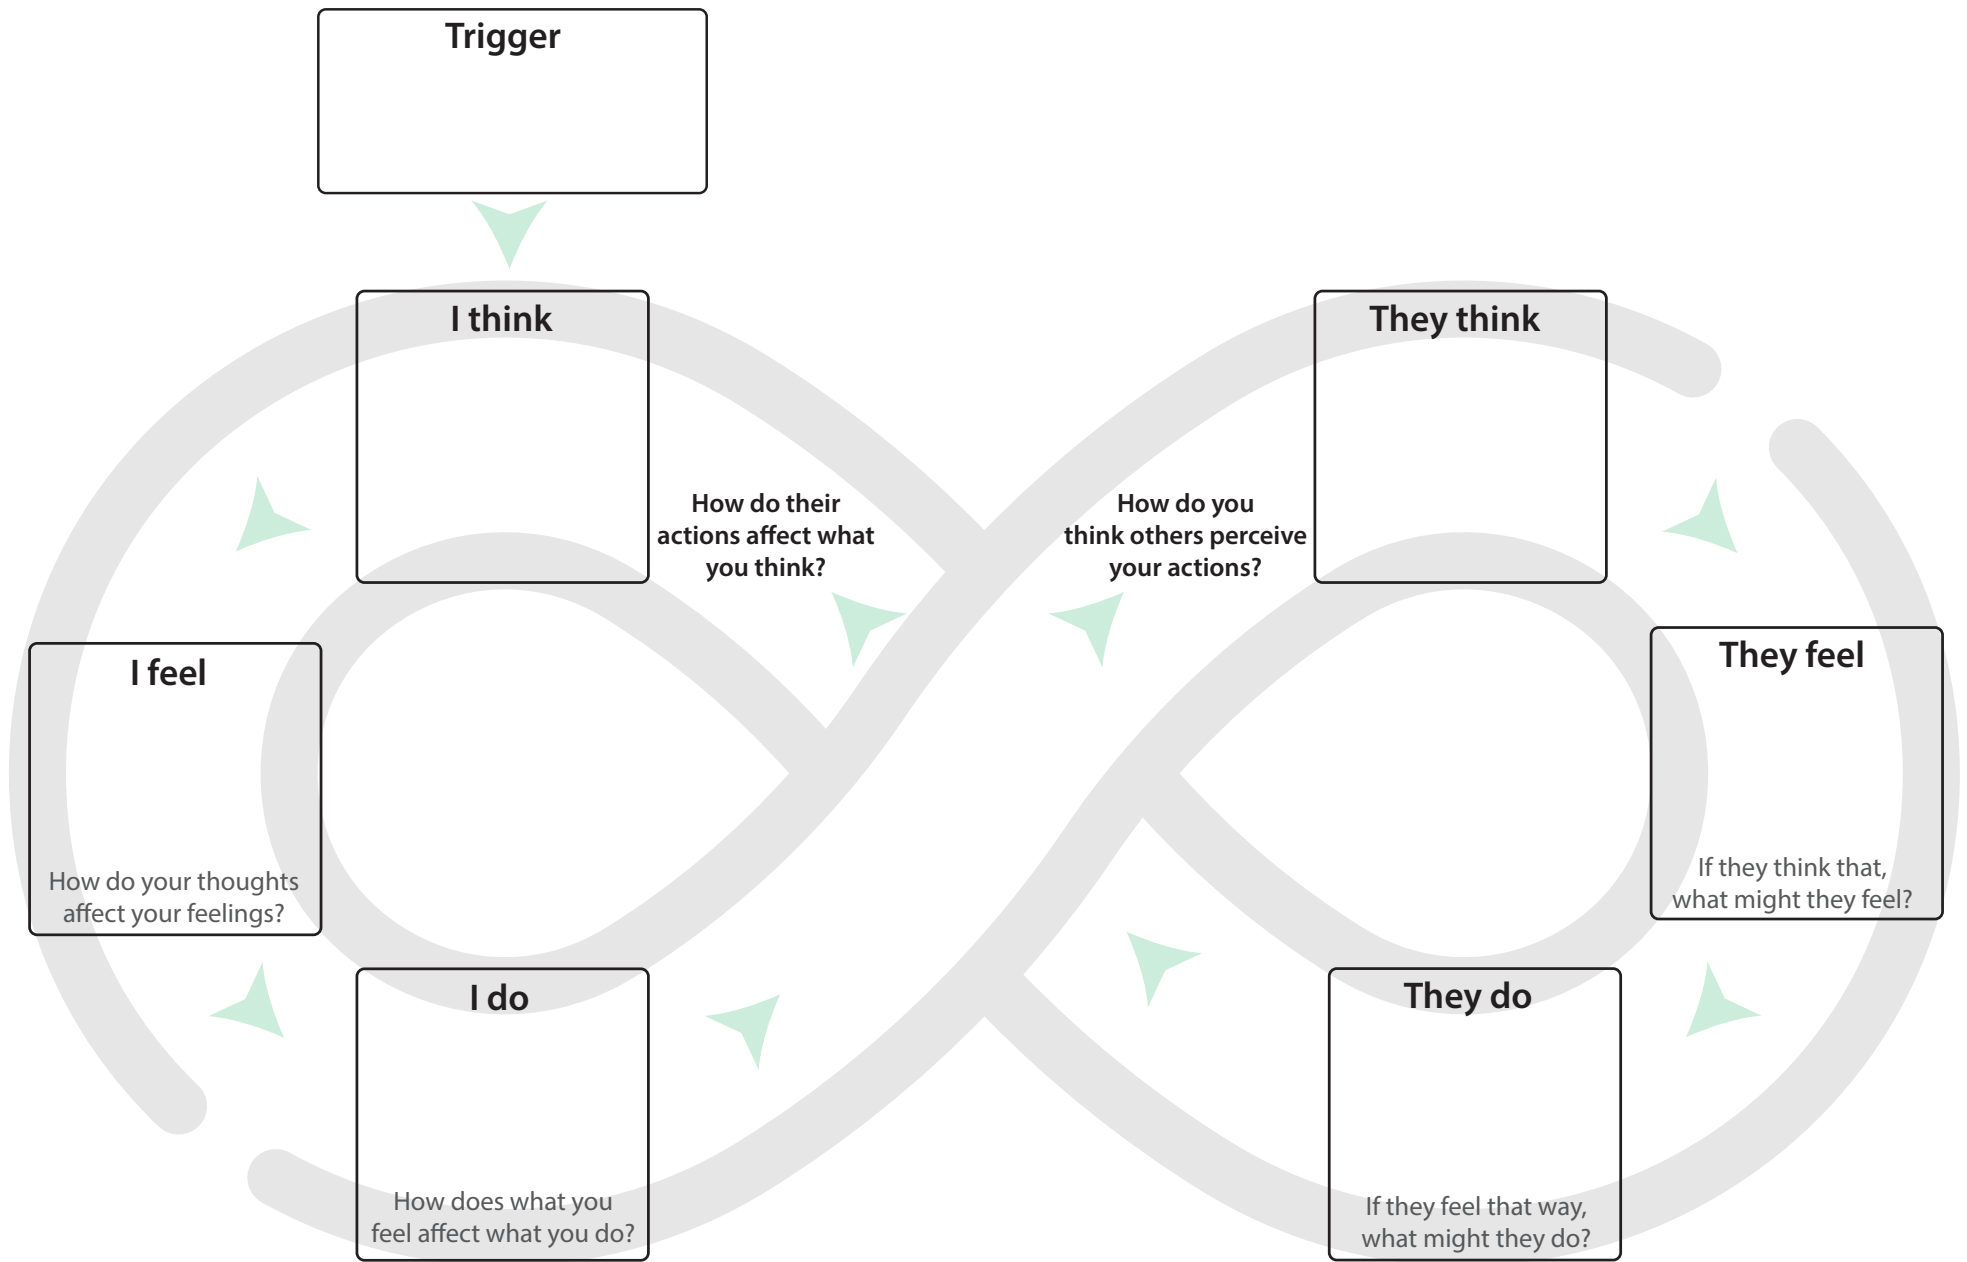 Trigger
I think
They think
How do their
actions affect what
you think?
How do you
think others perceive
your actions?
I feel
How do your thoughts
affect your feelings?
They feel
If they think that,
what might they feel?
I do
How does what you
feel affect what you do?
They do
If they feel that way,
what might they do?